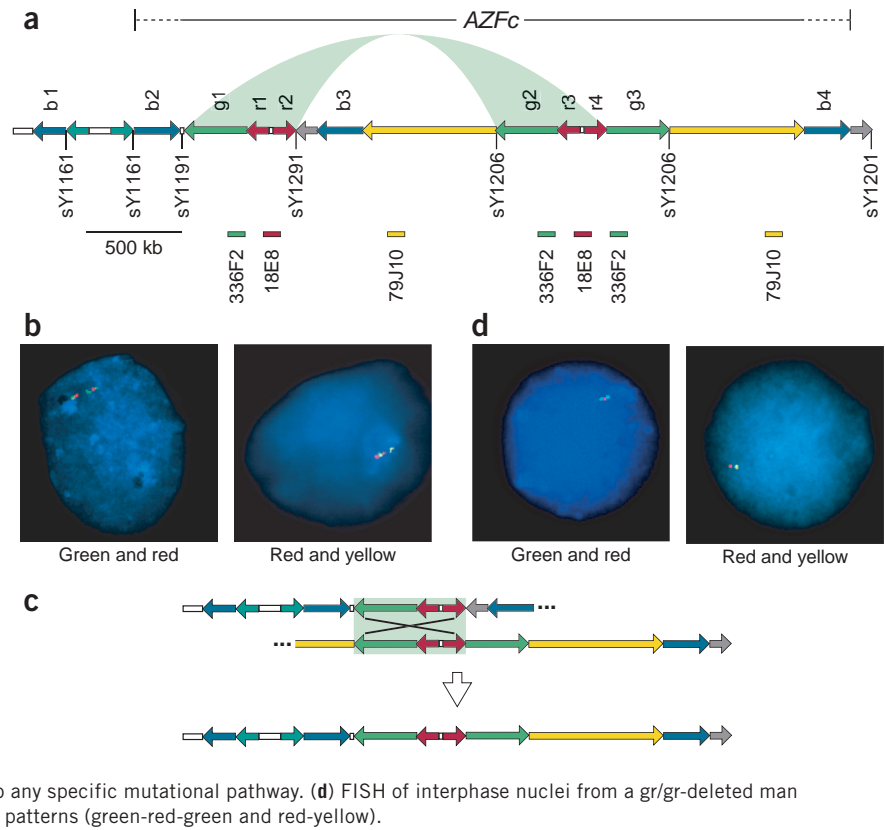 a
AZFc
b1 b2 g1 r1 r2 b3 g2 r3 r4 g3 b4
sY1161 sY1161 sY1191 sY1291 sY1206 sY1206 sY1201
500 kb
336F2 18E8 79J10 336F2 18E8 336F2 79J10
b
d
Green and red
Red and yellow
Green and red
Red and yellow
c
...
...
o any specific mutational pathway. (d) FISH of interphase nuclei from a gr/gr-deleted man
patterns (green-red-green and red-yellow).